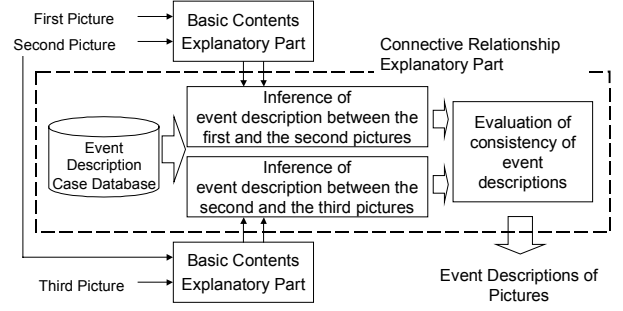 First Picture
Second Picture
Basic Contents
Explanatory Part
Connective Relationship
Explanatory Part
Event
Description
Case Database
Inference of
event description between the
first and the second pictures
Inference of
event description between the
second and the third pictures
Evaluation of
consistency of
event
descriptions
Third Picture
Basic Contents
Explanatory Part
Event Descriptions of
Pictures